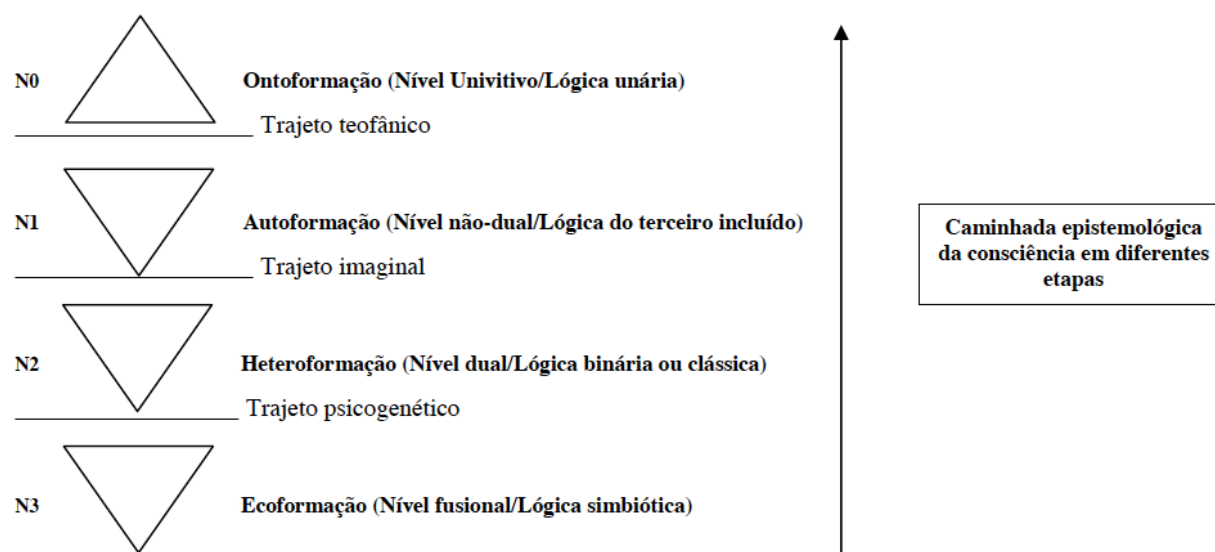 N0
Ontoformação (Nível Univitivo/Lógica unária)
Trajeto teofânico
N1
Autoformação (Nível não-dual/Lógica do terceiro incluído)
Trajeto imaginal
N2
Heteroformação (Nível dual/Lógica binária ou clássica)
Trajeto psicogenético
N3
Ecoformação (Nível fusional/Lógica simbiótica)
Caminhada epistemológica
da consciência em diferentes
etapas